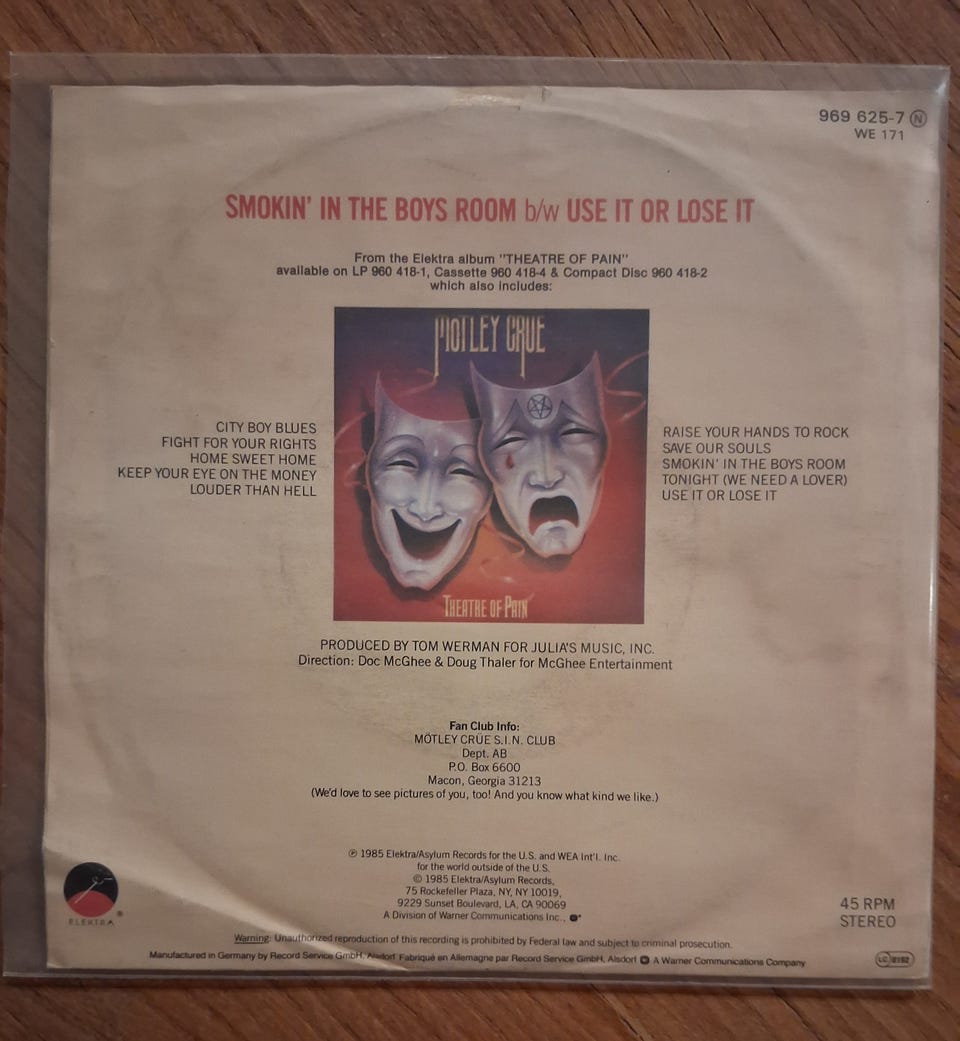 969 625-7 Ⓝ
WE 171
SMOKIN' IN THE BOYS ROOM b/w USE IT OR LOSE IT
From the Elektra album "THEATRE OF PAIN"
available on LP 960 418-1, Cassette 960 418-4 & Compact Disc 960 418-2
which also includes:
MÖTLEY CRÜE
CITY BOY BLUES
FIGHT FOR YOUR RIGHTS
HOME SWEET HOME
KEEP YOUR EYE ON THE MONEY
LOUDER THAN HELL
RAISE YOUR HANDS TO ROCK
SAVE OUR SOULS
SMOKIN' IN THE BOYS ROOM
TONIGHT (WE NEED A LOVER)
USE IT OR LOSE IT
THEATRE OF PAIN
PRODUCED BY TOM WERMAN FOR JULIA'S MUSIC, INC.
Direction: Doc McGhee & Doug Thaler for McGhee Entertainment
Fan Club Info:
MÖTLEY CRÜE S.I.N. CLUB
Dept. AB
P.O. Box 6600
Macon, Georgia 31213
(We'd love to see pictures of you, too! And you know what kind we like.)
℗ 1985 Elektra/Asylum Records for the U.S. and WEA Int'l. Inc.
for the world outside of the U.S.
© 1985 Elektra/Asylum Records,
75 Rockefeller Plaza, NY, NY 10019,
9229 Sunset Boulevard, LA, CA 90069
A Division of Warner Communications Inc.,
ELEKTRA ®
45 RPM
STEREO
Warning: Unauthorized reproduction of this recording is prohibited by Federal law and subject to criminal prosecution.
Manufactured in Germany by Record Service GmbH, Alsdorf Fabriqué en Allemagne par Record Service GmbH, Alsdorf A Warner Communications Company
LC 0192